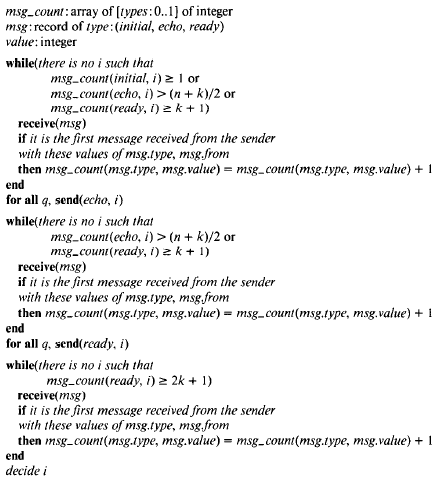 msg_count: array of [types: 0..1] of integer
msg: record of type: (initial, echo, ready)
value: integer
while(there is no i such that
msg_count(initial, i) ≥ 1 or
msg_count(echo, i) > (n + k)/2 or
msg_count(ready, i) ≥ k + 1)
receive(msg)
if it is the first message received from the sender
with these values of msg.type, msg.from
then msg_count(msg.type, msg.value) = msg_count(msg.type, msg.value) + 1
end
for all q, send(echo, i)
while(there is no i such that
msg_count(echo, i) > (n + k)/2 or
msg_count(ready, i) ≥ k + 1)
receive(msg)
if it is the first message received from the sender
with these values of msg.type, msg.from
then msg_count(msg.type, msg.value) = msg_count(msg.type, msg.value) + 1
end
for all q, send(ready, i)
while(there is no i such that
msg_count(ready, i) ≥ 2k + 1)
receive(msg)
if it is the first message received from the sender
with these values of msg.type, msg.from
then msg_count(msg.type, msg.value) = msg_count(msg.type, msg.value) + 1
end
decide i